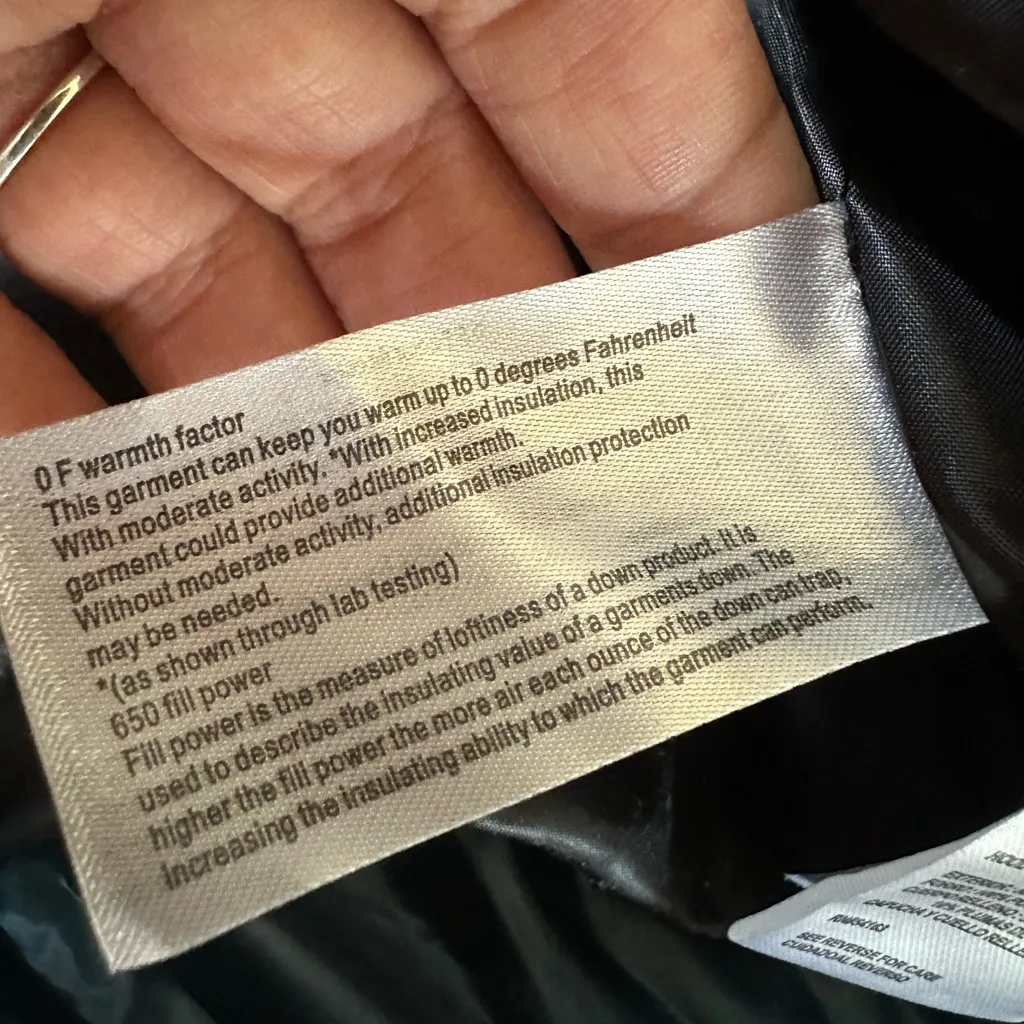 0 F warmth factor
This garment can keep you warm up to 0 degrees Fahrenheit
With moderate activity. *With increased insulation, this
garment could provide additional warmth.
Without moderate activity, additional insulation protection
may be needed.
*(as shown through lab testing)
650 fill power
Fill power is the measure of loftiness of a down product. It is
used to describe the insulating value of a garments down. The
higher the fill power the more air each ounce of the down can trap,
Increasing the insulating ability to which the garment can perform.
SEE REVERSE FOR CARE
CUIDADO AL REVERSO